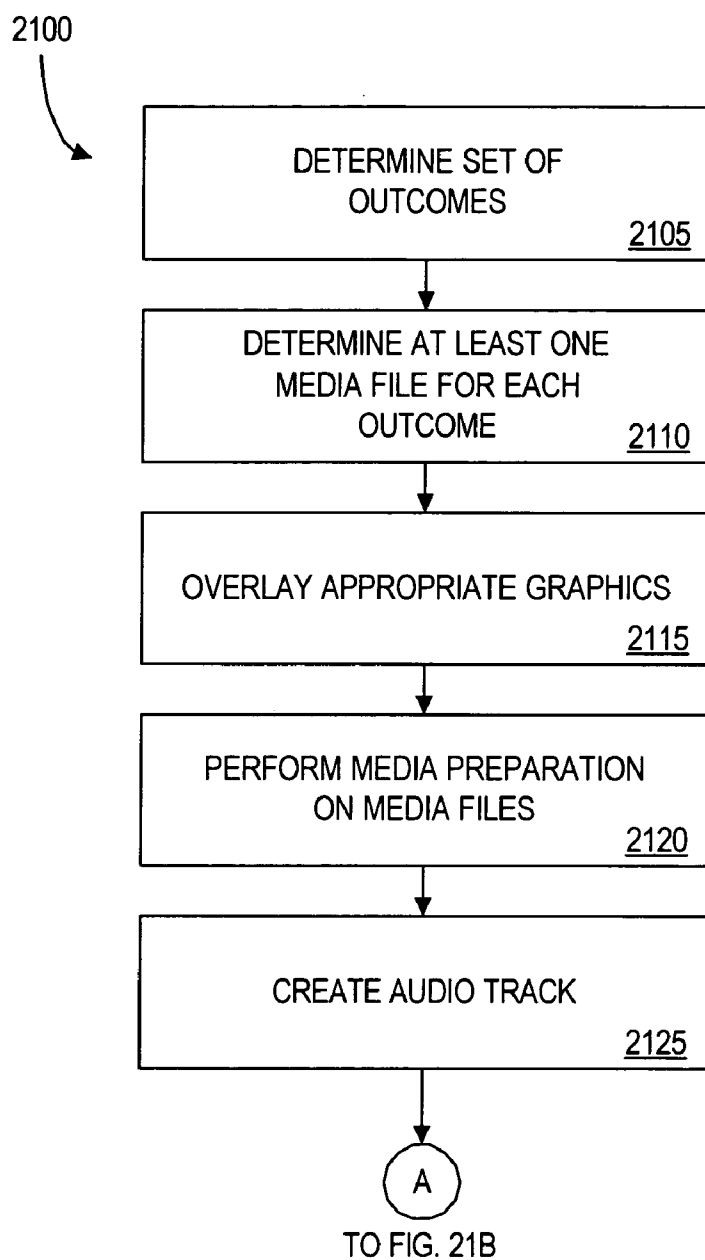 2100
DETERMINE SET OF
OUTCOMES
2105
DETERMINE AT LEAST ONE
MEDIA FILE FOR EACH
OUTCOME
2110
OVERLAY APPROPRIATE GRAPHICS
2115
PERFORM MEDIA PREPARATION
ON MEDIA FILES
2120
CREATE AUDIO TRACK
2125
A
TO FIG. 21B